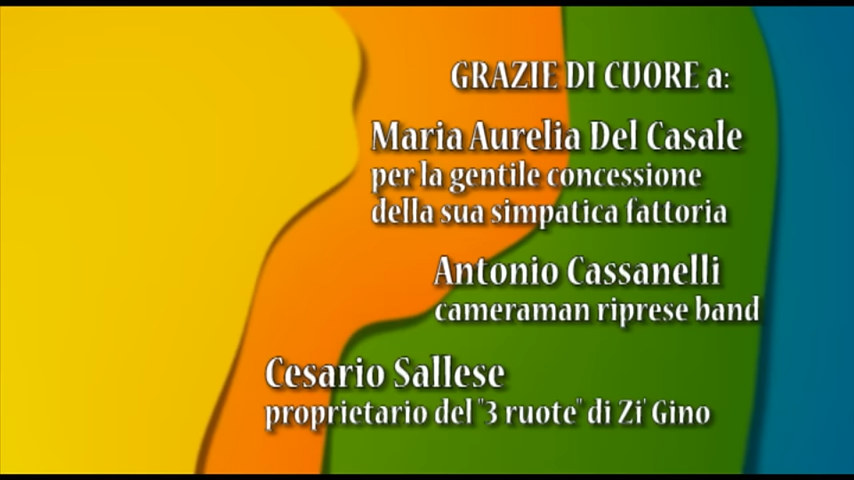 GRAZIE DI CUORE a:
Maria Aurelia Del Casale
per la gentile concessione
della sua simpatica fattoria
Antonio Cassanelli
cameraman riprese band
Cesario Sallese
proprietario del "3 ruote" di Zi' Gino